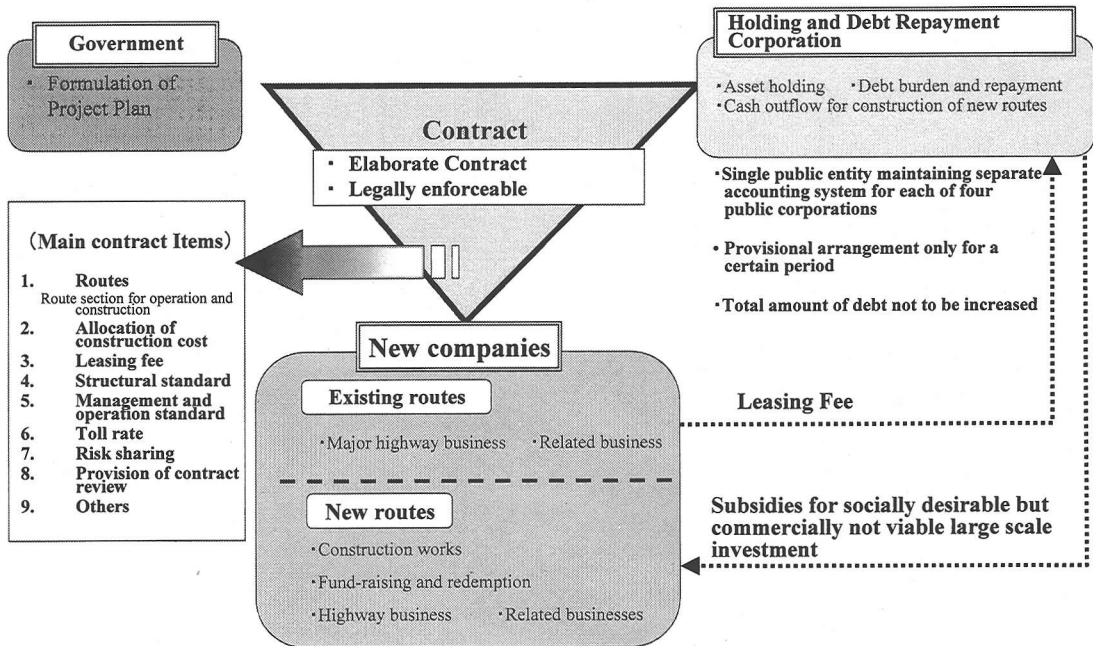 Government
・ Formulation of
Project Plan
Holding and Debt Repayment
Corporation
・Asset holding ・Debt burden and repayment
・Cash outflow for construction of new routes
Contract
・ Elaborate Contract
・ Legally enforceable
・Single public entity maintaining separate
accounting system for each of four
public corporations
・ Provisional arrangement only for a
certain period
・Total amount of debt not to be increased
(Main contract Items)
1. Routes
Route section for operation and
construction
2. Allocation of
construction cost
3. Leasing fee
4. Structural standard
5. Management and
operation standard
6. Toll rate
7. Risk sharing
8. Provision of contract
review
9. Others
New companies
Existing routes
・Major highway business ・Related business
New routes
・Construction works
・Fund-raising and redemption
・Highway business ・Related businesses
Leasing Fee
Subsidies for socially desirable but
commercially not viable large scale
investment